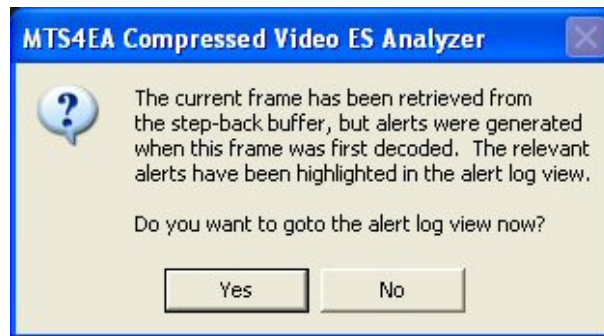 MTS4EA Compressed Video ES Analyzer
The current frame has been retrieved from
the step-back buffer, but alerts were generated
when this frame was first decoded.  The relevant
alerts have been highlighted in the alert log view.
Do you want to goto the alert log view now?
Yes
No